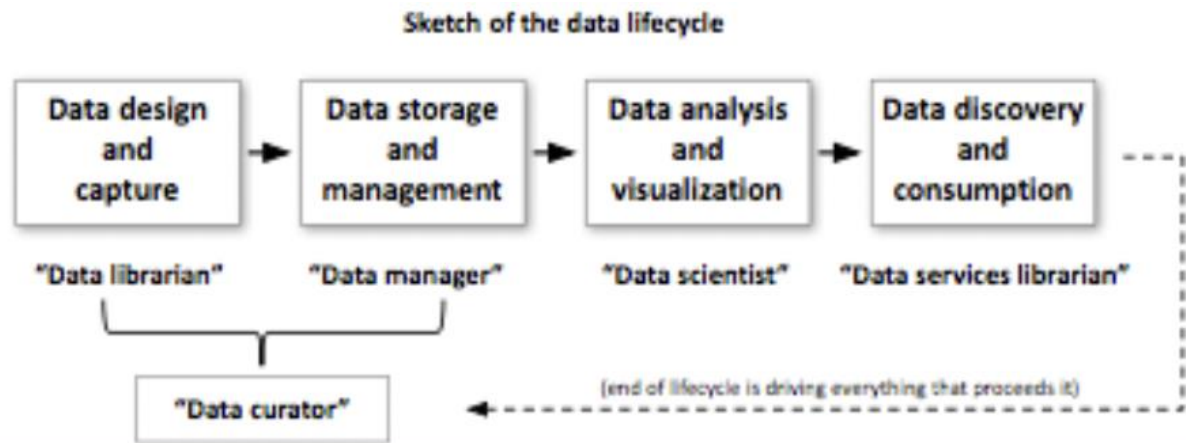 Sketch of the data lifecycle
Data design
and
capture
Data storage
and
management
Data analysis
and
visualization
Data discovery
and
consumption
"Data librarian"
"Data manager"
"Data scientist"
"Data services librarian"
(end of lifecycle is driving everything that proceeds it)
"Data curator"